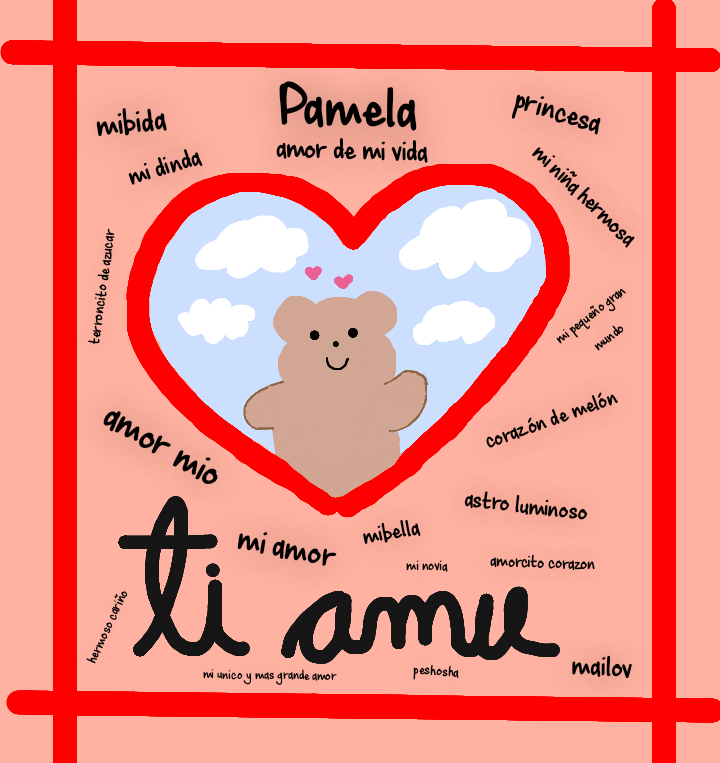 Pamela
amor de mi vida
mibida
mi dinda
princesa
mi niña hermosa
terroncito de azucar
mi pequeño gran
mundo
amor mio
corazón de melón
astro luminoso
mi amor
mibella
mi novia
amorcito corazon
ti amu
hermoso cariño
mi unico y mas grande amor
peshosha
mailov